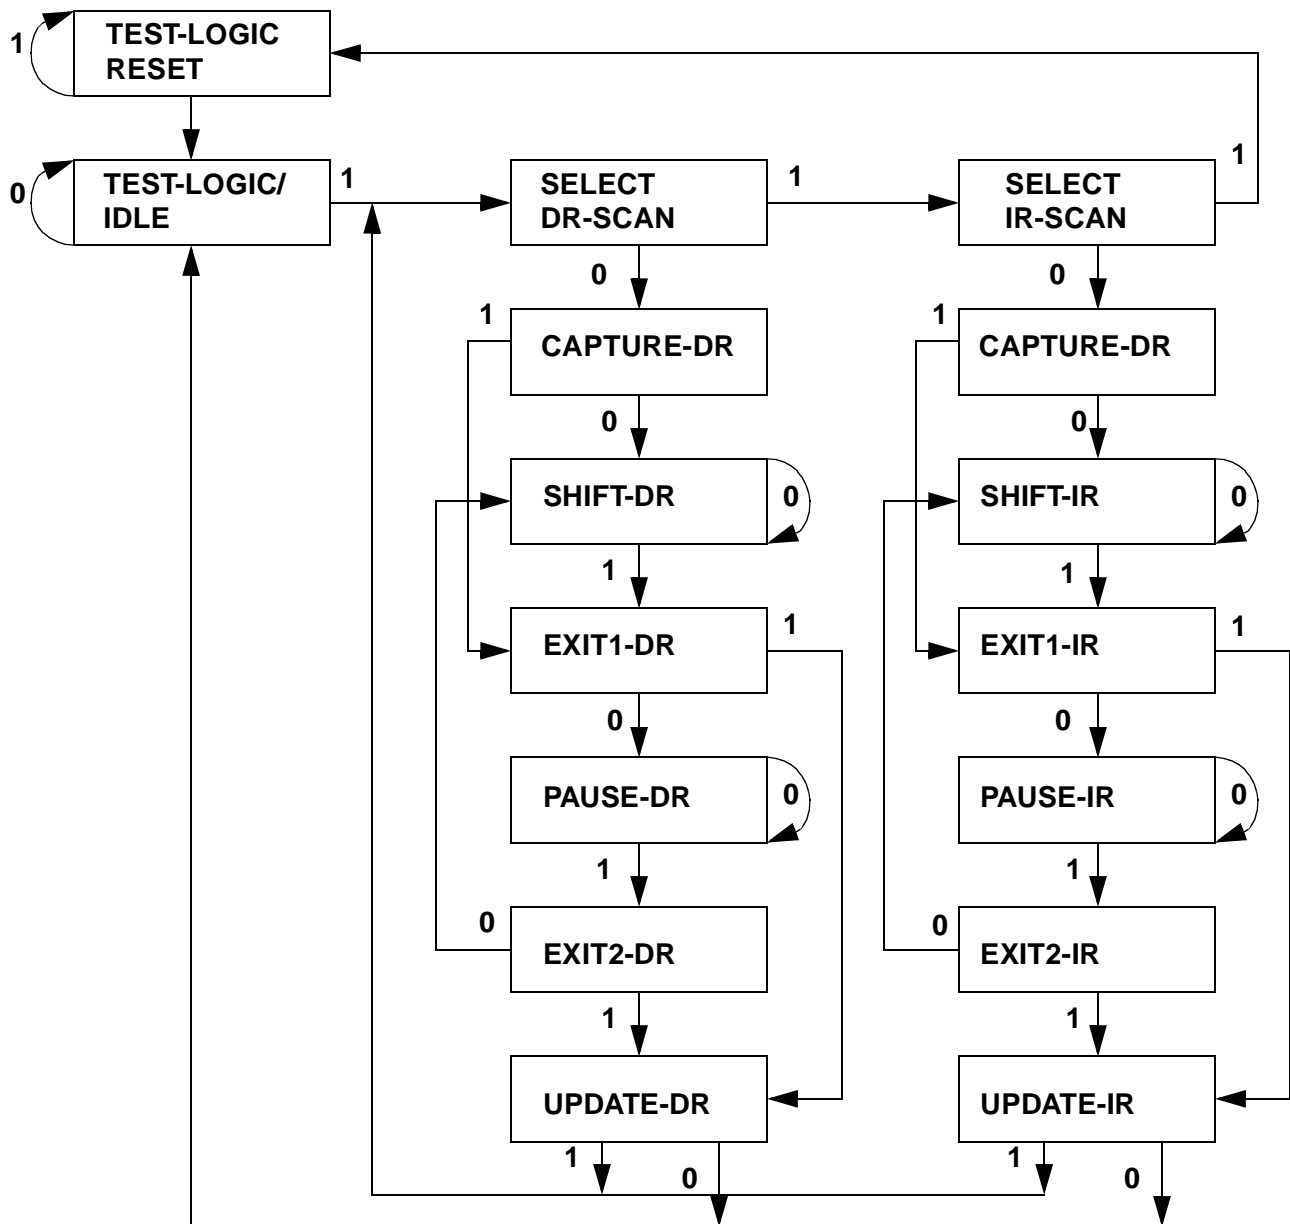 1
TEST-LOGIC
RESET
0
TEST-LOGIC/
IDLE
1
SELECT
DR-SCAN
1
SELECT
IR-SCAN
1
0
0
1
CAPTURE-DR
1
CAPTURE-DR
0
0
SHIFT-DR
0
SHIFT-IR
0
1
1
EXIT1-DR
1
EXIT1-IR
1
0
0
PAUSE-DR
0
PAUSE-IR
0
1
1
0
EXIT2-DR
0
EXIT2-IR
1
1
UPDATE-DR
UPDATE-IR
1
0
1
0